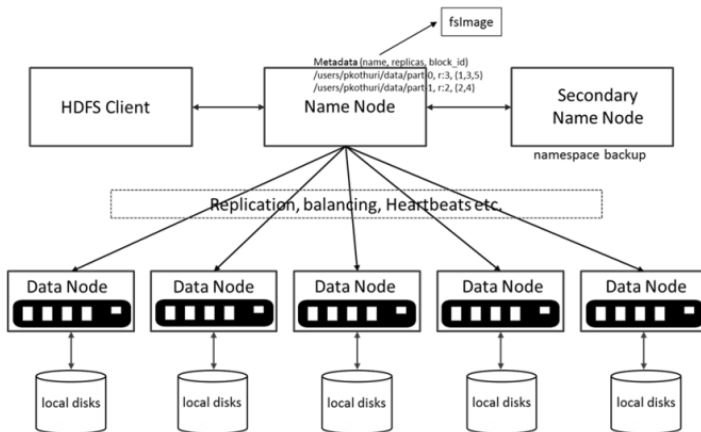 fsImage
Metadata (name, replicas, block_id)
/users/pkothuri/data/part-0, r:3, {1,3,5}
/users/pkothuri/data/part-1, r:2, {2,4}
HDFS Client
Name Node
Secondary
Name Node
namespace backup
Replication, balancing, Heartbeats etc.
Data Node
Data Node
Data Node
Data Node
Data Node
local disks
local disks
local disks
local disks
local disks